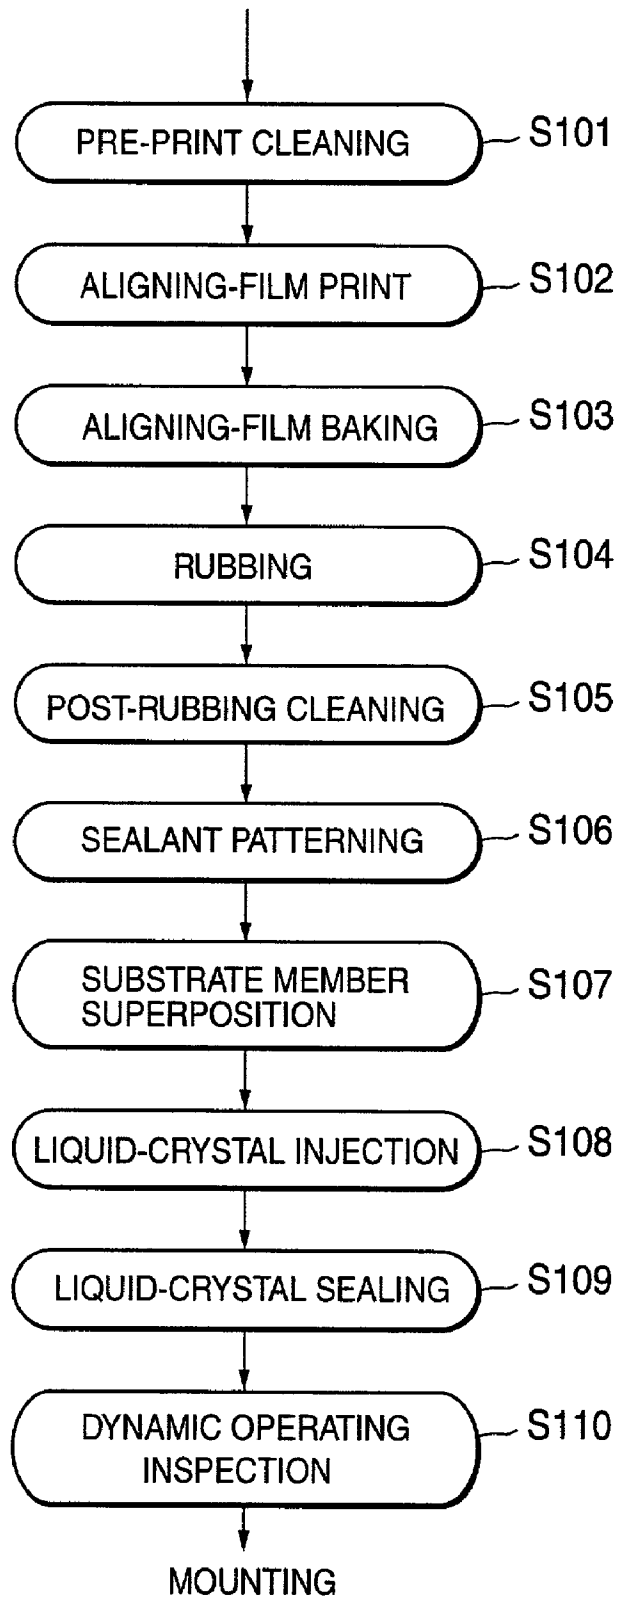 PRE-PRINT CLEANING
S101
ALIGNING-FILM PRINT
S102
ALIGNING-FILM BAKING
S103
RUBBING
S104
POST-RUBBING CLEANING
S105
SEALANT PATTERNING
S106
SUBSTRATE MEMBER
SUPERPOSITION
S107
LIQUID-CRYSTAL INJECTION
S108
LIQUID-CRYSTAL SEALING
S109
DYNAMIC OPERATING
INSPECTION
S110
MOUNTING